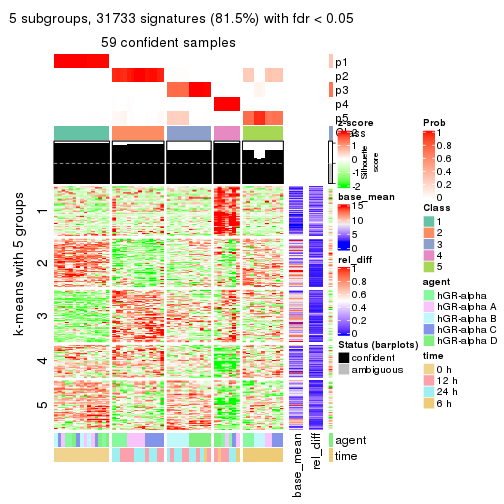 5 subgroups, 31733 signatures (81.5%) with fdr < 0.05
59 confident samples
p1
p2
p3
p4
p5
Class
Silhouette
score
k-means with 5 groups
1
2
3
4
5
agent
time
base_mean
rel_diff
z-score
2
1
0
-1
-2
base_mean
15
10
5
0
rel_diff
1
0.8
0.6
0.4
0.2
0
Status (barplots)
confident
ambiguous
Prob
1
0.8
0.6
0.4
0.2
0
Class
1
2
3
4
5
agent
hGR-alpha
hGR-alpha A
hGR-alpha B
hGR-alpha C
hGR-alpha D
time
0 h
12 h
24 h
6 h